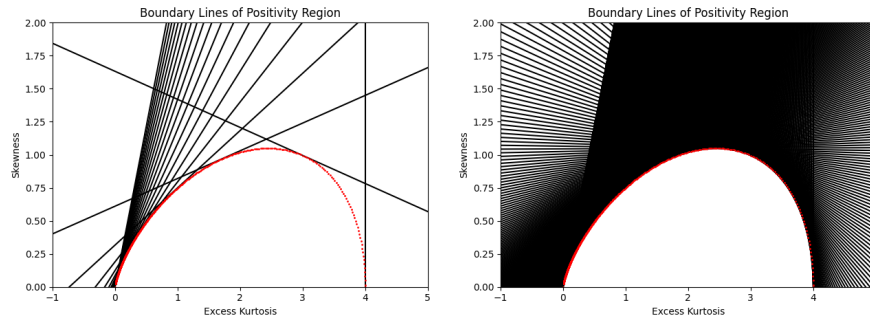 Boundary Lines of Positivity Region
2.00
1.75
1.50
1.25
1.00
0.75
0.50
0.25
0.00
Skewness
−1 0 1 2 3 4 5
Excess Kurtosis
Boundary Lines of Positivity Region
2.00
1.75
1.50
1.25
1.00
0.75
0.50
0.25
0.00
Skewness
−1 0 1 2 3 4
Excess Kurtosis